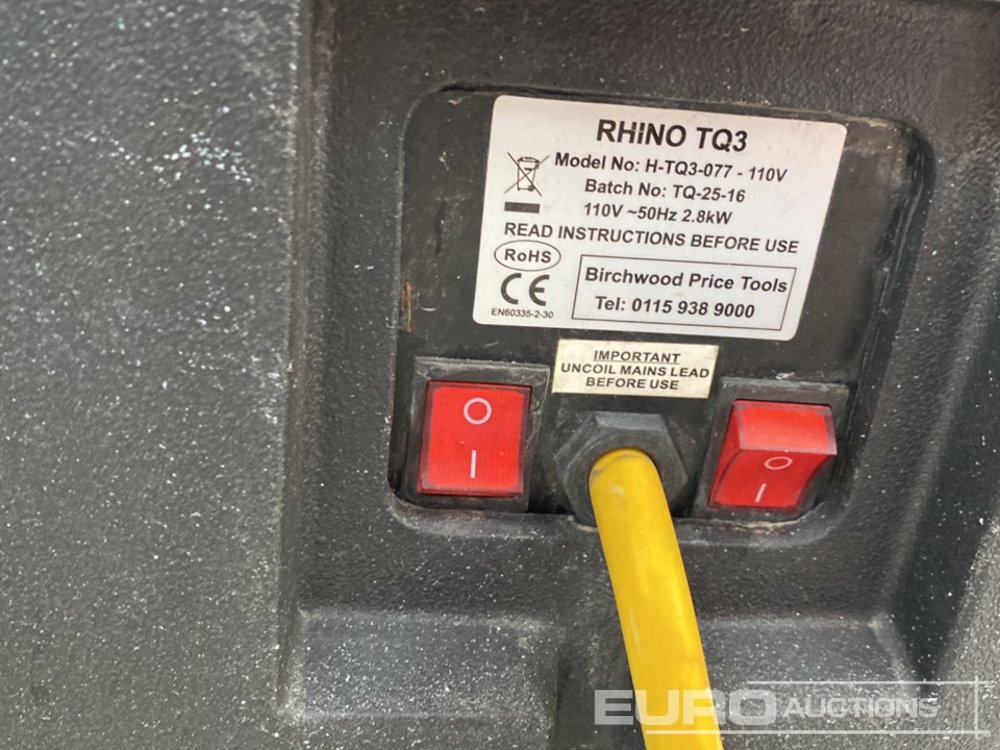 RHINO TQ3
Model No: H-TQ3-077 - 110V
Batch No: TQ-25-16
110V ~50Hz 2.8kW
READ INSTRUCTIONS BEFORE USE
RoHS
CE
EN60335-2-30
Birchwood Price Tools
Tel: 0115 938 9000
IMPORTANT
UNCOIL MAINS LEAD
BEFORE USE
O
I
O
I
EURO AUCTIONS